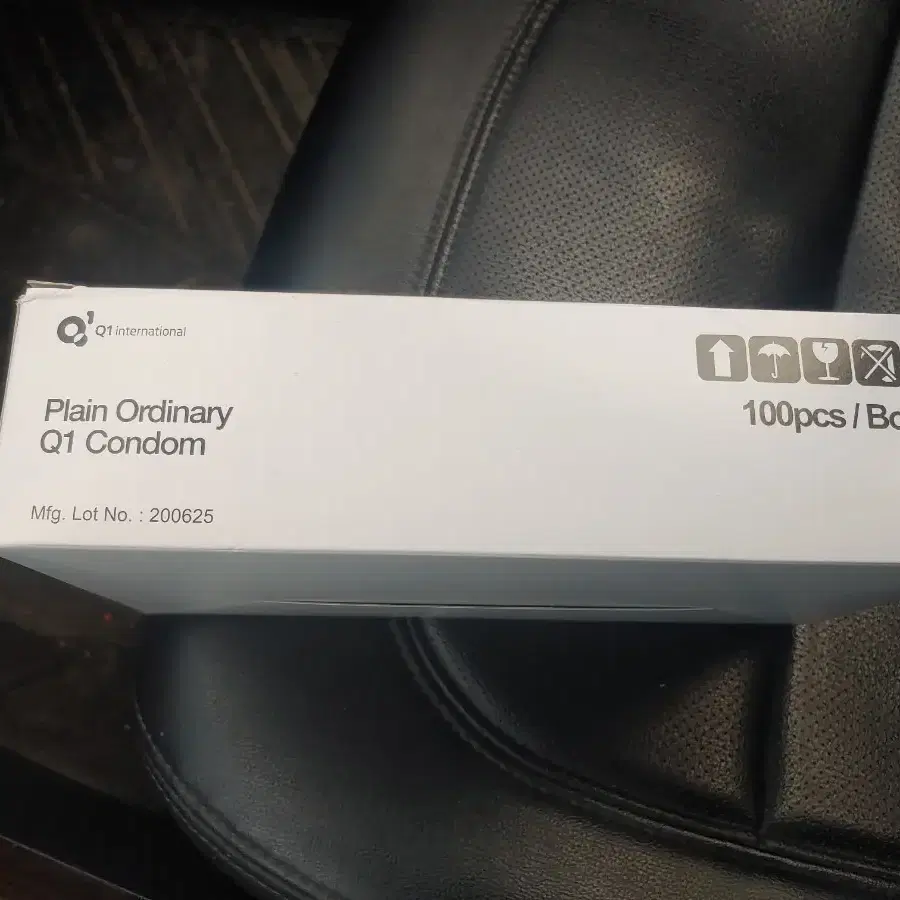 Q1 international
Plain Ordinary
Q1 Condom
Mfg. Lot No. : 200625
100pcs / Bo